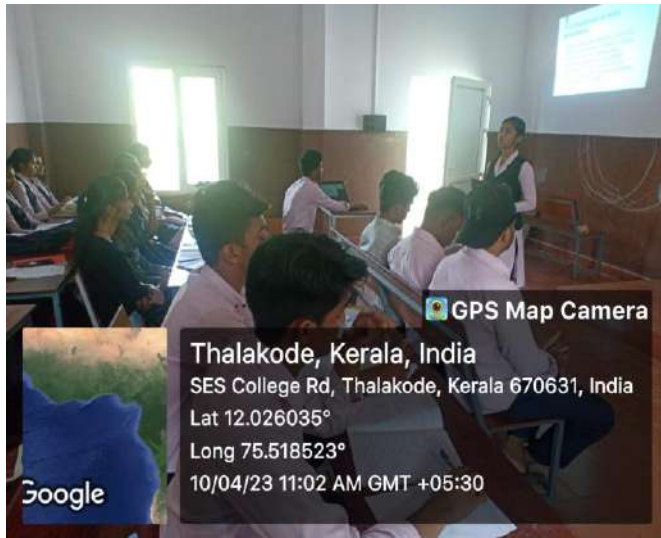 GPS Map Camera
Thalakode, Kerala, India
SES College Rd, Thalakode, Kerala 670631, India
Lat 12.026035°
Long 75.518523°
10/04/23 11:02 AM GMT +05:30
Google